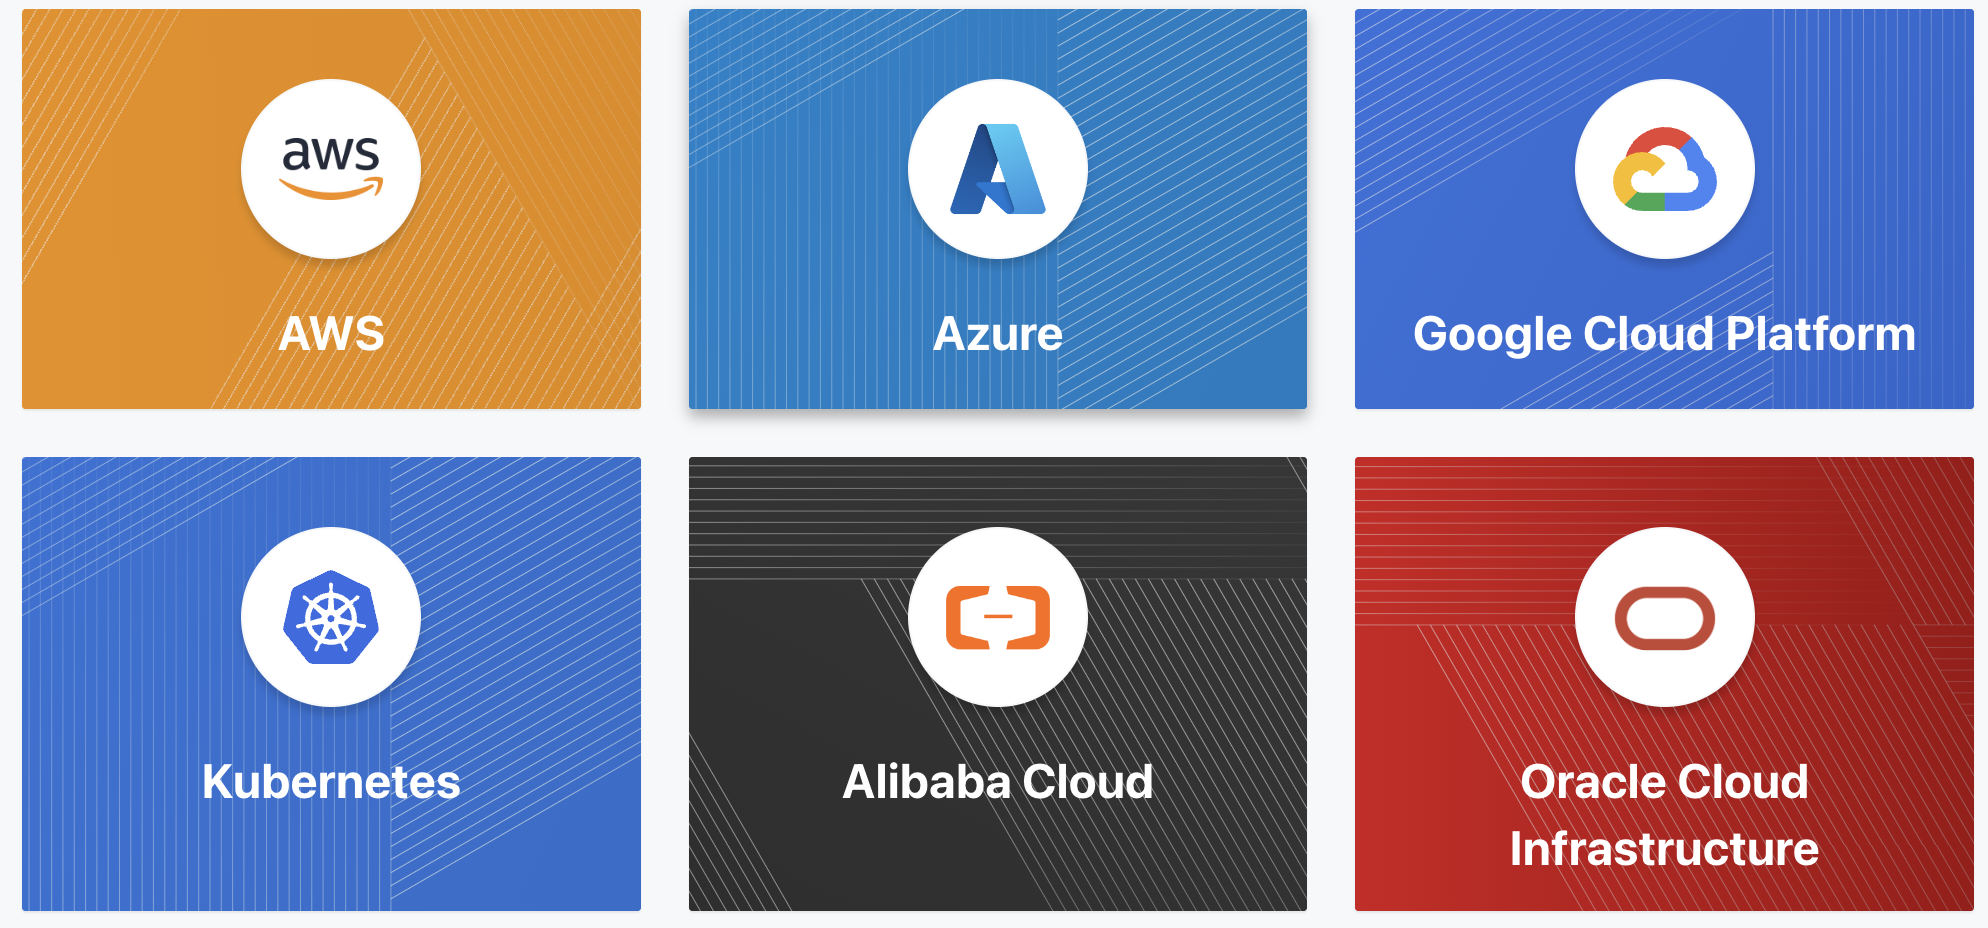 aws
AWS
Azure
Google Cloud Platform
Kubernetes
Alibaba Cloud
Oracle Cloud
Infrastructure